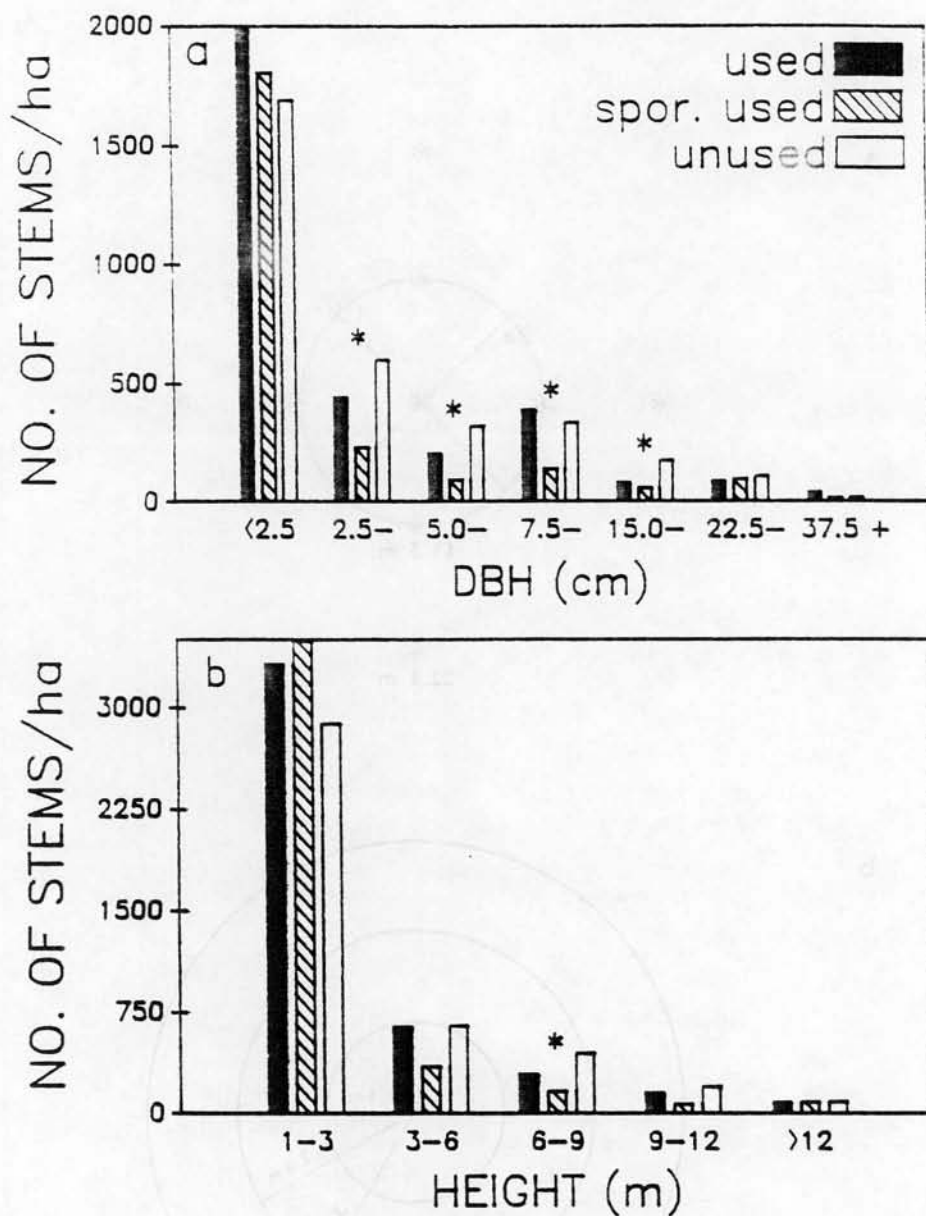 a
used
spor. used
unused
NO. OF STEMS/ha
2000
1500
1000
500
0
*
*
*
*
<2.5 2.5- 5.0- 7.5- 15.0- 22.5- 37.5 +
DBH (cm)
b
NO. OF STEMS/ha
3000
2250
1500
750
0
*
1-3 3-6 6-9 9-12 >12
HEIGHT (m)